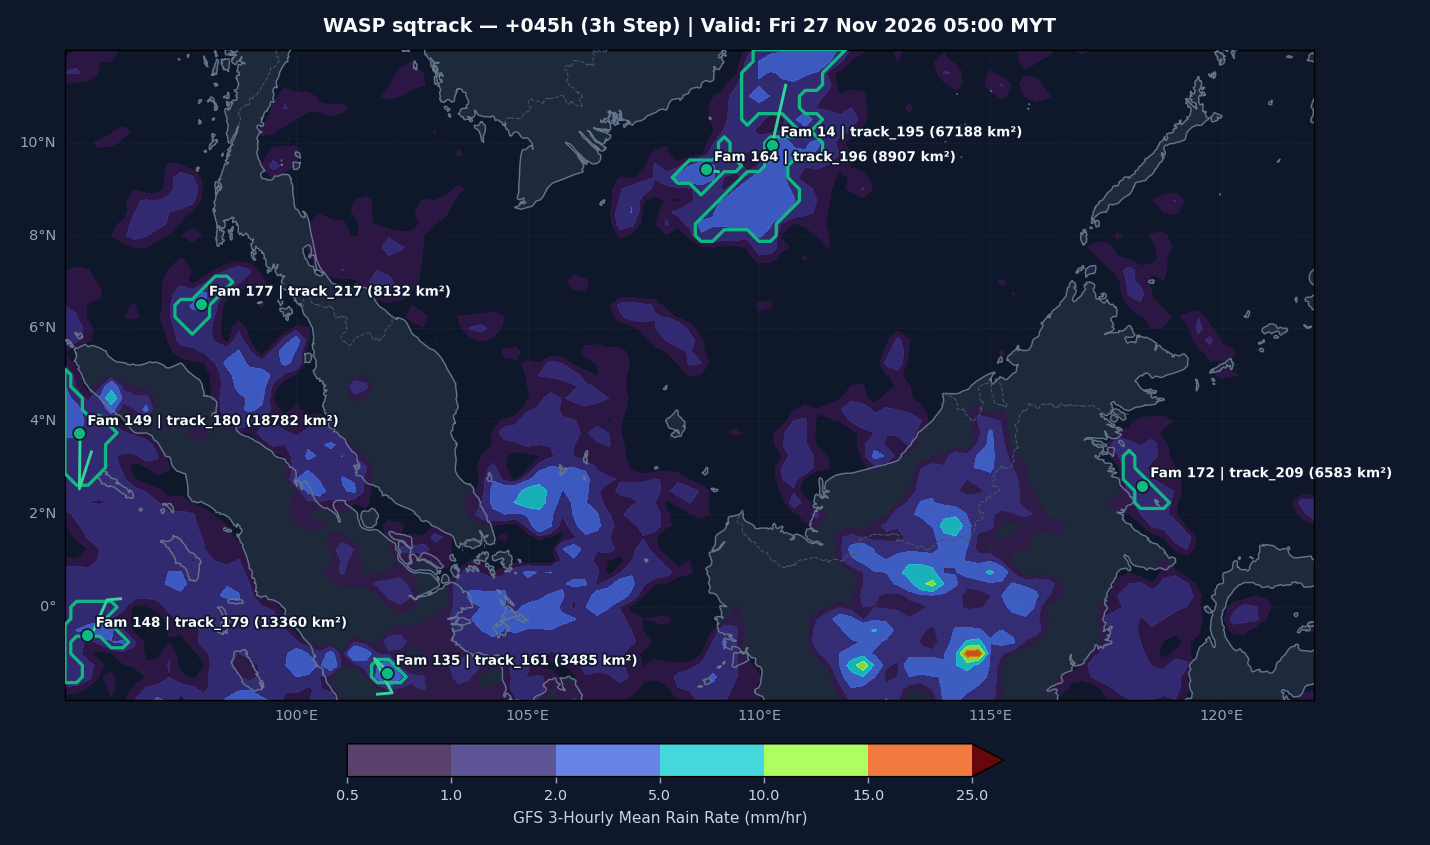 WASP sqtrack — +045h (3h Step) | Valid: Fri 27 Nov 2026 05:00 MYT
10°N
8°N
6°N
4°N
2°N
0°
Fam 14 | track_195 (67188 km²)
Fam 164 | track_196 (8907 km²)
Fam 177 | track_217 (8132 km²)
Fam 149 | track_180 (18782 km²)
Fam 172 | track_209 (6583 km²)
Fam 148 | track_179 (13360 km²)
Fam 135 | track_161 (3485 km²)
100°E 105°E 110°E 115°E 120°E
0.5 1.0 2.0 5.0 10.0 15.0 25.0
GFS 3-Hourly Mean Rain Rate (mm/hr)